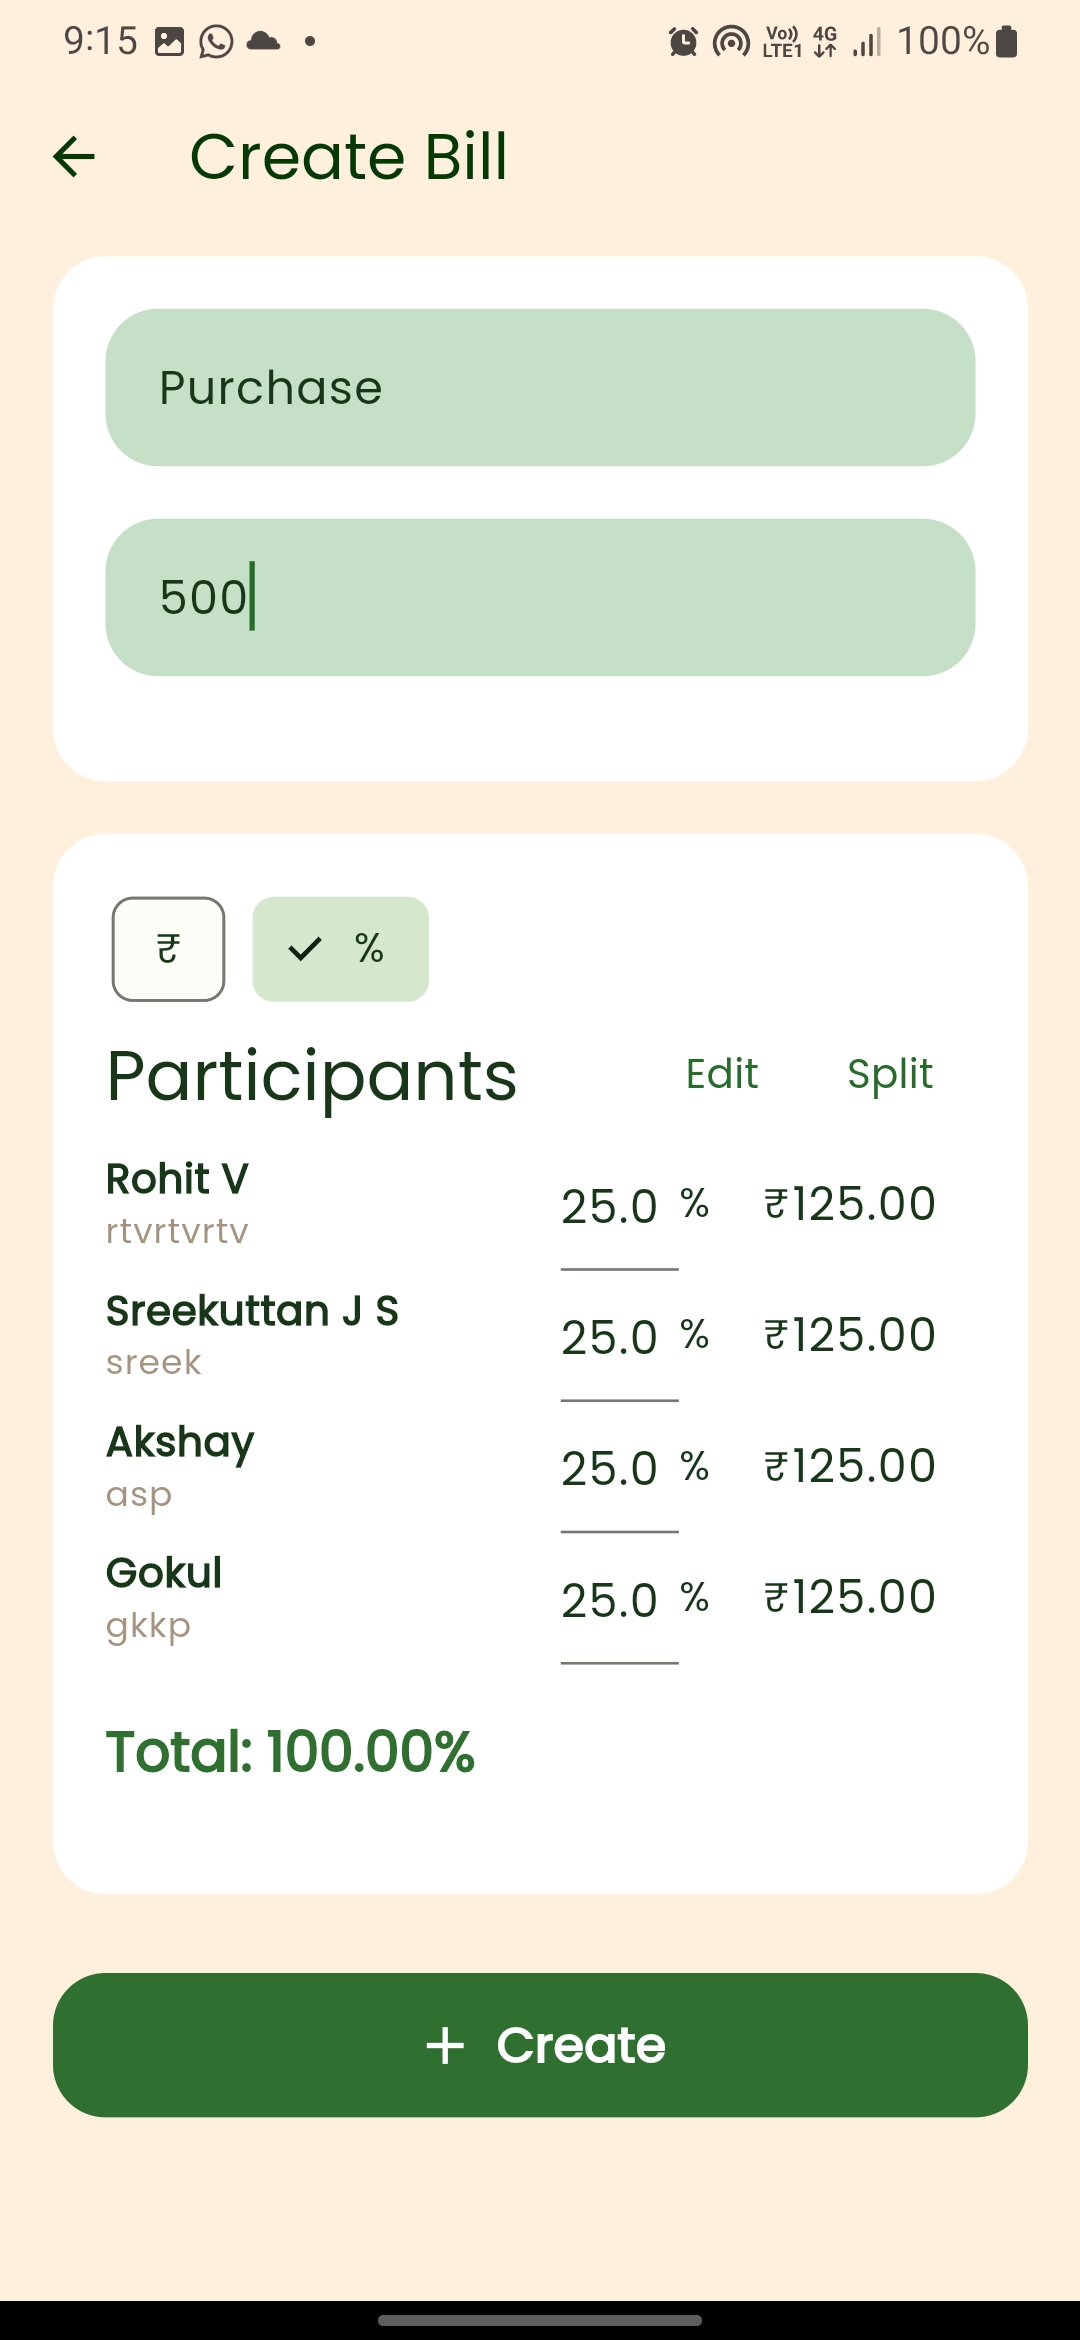 9:15 Vo)) LTE1 4G 100%
Create Bill
Purchase
500
₹ %
Participants Edit Split
Rohit V
rtvrtvrtv
25.0 % ₹125.00
Sreekuttan J S
sreek
25.0 % ₹125.00
Akshay
asp
25.0 % ₹125.00
Gokul
gkkp
25.0 % ₹125.00
Total: 100.00%
+ Create